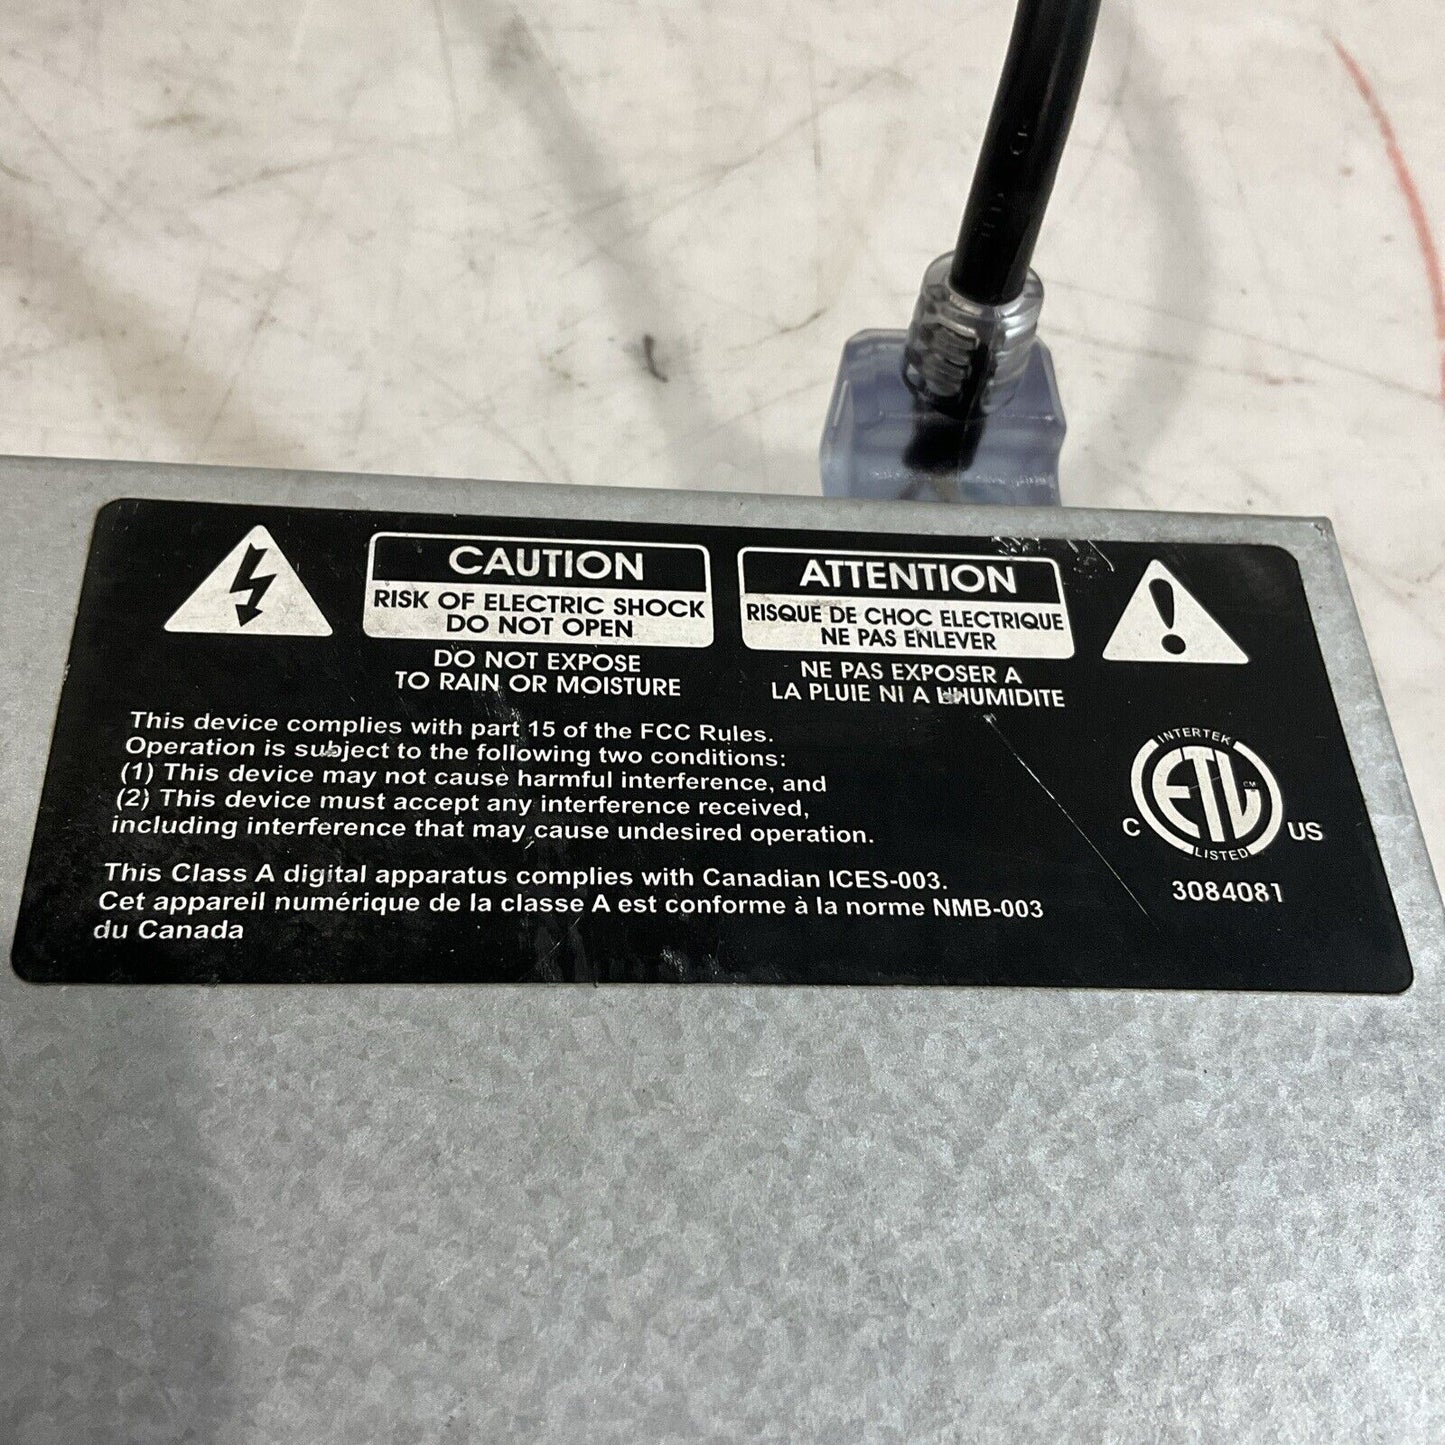 CAUTION
RISK OF ELECTRIC SHOCK
DO NOT OPEN
DO NOT EXPOSE
TO RAIN OR MOISTURE
ATTENTION
RISQUE DE CHOC ELECTRIQUE
NE PAS ENLEVER
NE PAS EXPOSER A
LA PLUIE NI A L'HUMIDITE
This device complies with part 15 of the FCC Rules.
Operation is subject to the following two conditions:
(1) This device may not cause harmful interference, and
(2) This device must accept any interference received,
including interference that may cause undesired operation.
This Class A digital apparatus complies with Canadian ICES-003.
Cet appareil numérique de la classe A est conforme à la norme NMB-003
du Canada
INTERTEK
ETL CM
C US
LISTED
3084081